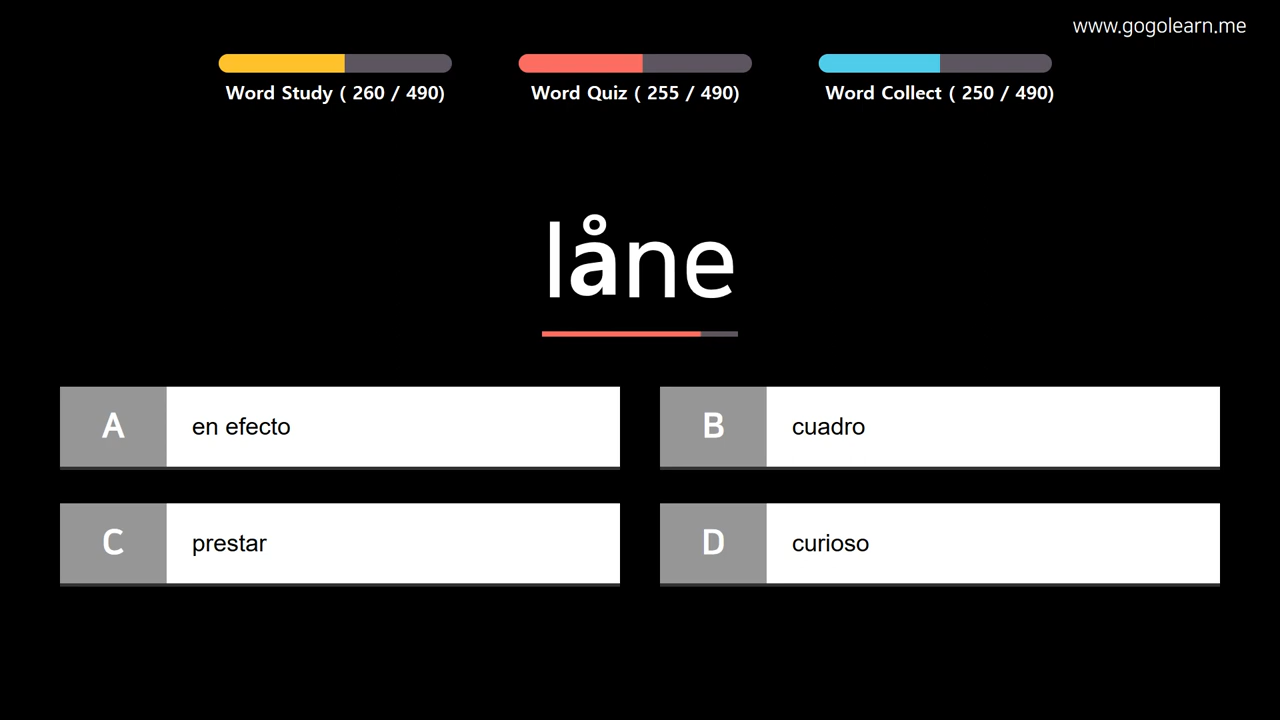 www.gogolearn.me
Word Study ( 260 / 490)
Word Quiz ( 255 / 490)
Word Collect ( 250 / 490)
låne
A
en efecto
B
cuadro
C
prestar
D
curioso